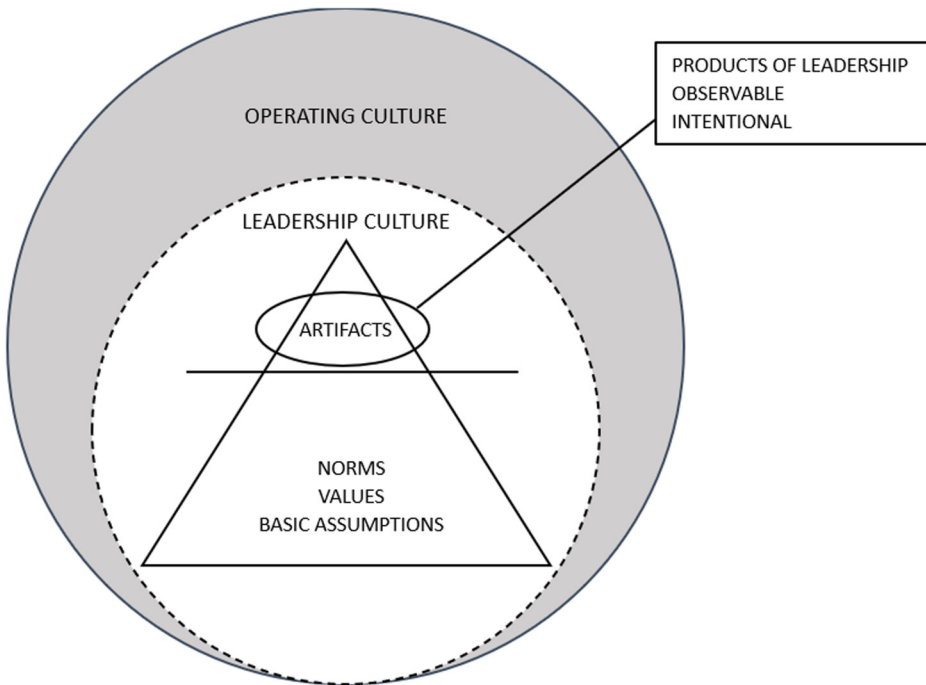 PRODUCTS OF LEADERSHIP
OBSERVABLE
INTENTIONAL
OPERATING CULTURE
LEADERSHIP CULTURE
ARTIFACTS
NORMS
VALUES
BASIC ASSUMPTIONS